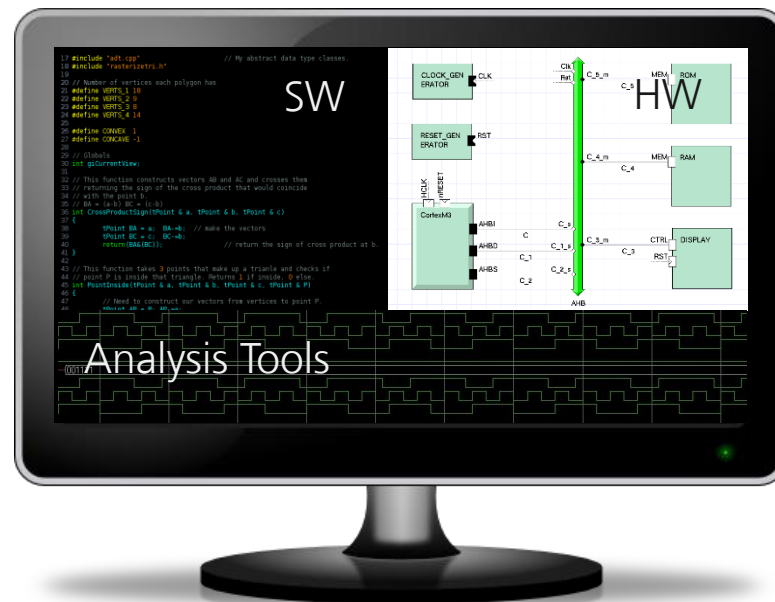 17 #include "adt.cpp" // My abstract data type classes.
18 #include "rasterizetri.h"
19
20 // Number of vertices each polygon has
21 #define VERTS_1 18
22 #define VERTS_2 9
23 #define VERTS_3 8
24 #define VERTS_4 14
25
26 #define CONVEX 1
27 #define CONCAVE -1
28
29 // Globals
30 int giCurrentView;
31
32 // This function constructs vectors AB and AC and crosses them
33 // returning the sign of the cross product that would coincide
34 // with the point b.
35 // BA = (a-b) BC = (c-b)
36 int CrossProductSign(tPoint & a, tPoint & b, tPoint & c)
37 {
38 tPoint BA = a; BA-=b; // make the vectors
39 tPoint BC = c; BC-=b;
40 return(BA&(BC)); // return the sign of cross product at b.
41 }
42
43 // This function takes 3 points that make up a trianle and checks if
44 // point P is inside that triangle. Returns 1 if inside, 0 else.
45 int PointInside(tPoint & a, tPoint & b, tPoint & c, tPoint & P)
46 {
47 // Need to construct our vectors from vertices to point P.
48
SW
HW
CLOCK_GEN
ERATOR
CLK
RESET_GEN
ERATOR
RST
HCLK
nRESET
CortexM3
AHBI
AHBD
AHBS
C
C_1
C_2
C_s
C_1_s
C_2_s
Clk
Rst
AHB
C_5_m
C_5
MEM
ROM
C_4_m
C_4
MEM
RAM
C_3_m
C_3
CTRL
RST
DISPLAY
Analysis Tools